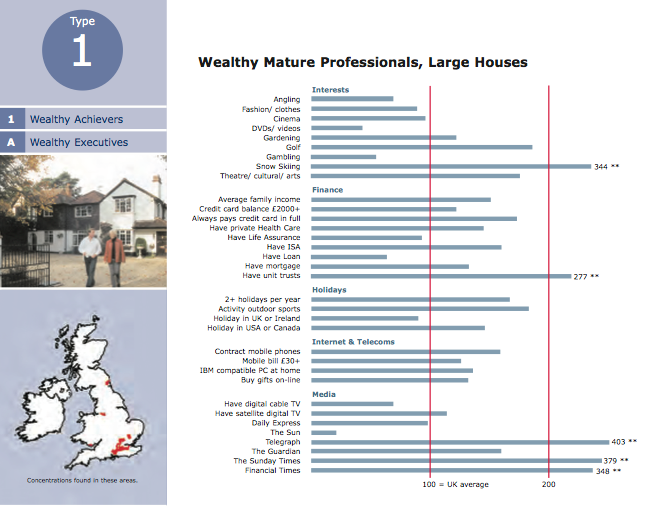 Type
1
1 Wealthy Achievers
A Wealthy Executives
Concentrations found in these areas.
Wealthy Mature Professionals, Large Houses
Interests
Angling
Fashion/ clothes
Cinema
DVDs/ videos
Gardening
Golf
Gambling
Snow Skiing 344 **
Theatre/ cultural/ arts
Finance
Average family income
Credit card balance £2000+
Always pays credit card in full
Have private Health Care
Have Life Assurance
Have ISA
Have Loan
Have mortgage
Have unit trusts 277 **
Holidays
2+ holidays per year
Activity outdoor sports
Holiday in UK or Ireland
Holiday in USA or Canada
Internet & Telecoms
Contract mobile phones
Mobile bill £30+
IBM compatible PC at home
Buy gifts on-line
Media
Have digital cable TV
Have satellite digital TV
Daily Express
The Sun
Telegraph 403 **
The Guardian
The Sunday Times 379 **
Financial Times 348 **
100 = UK average 200